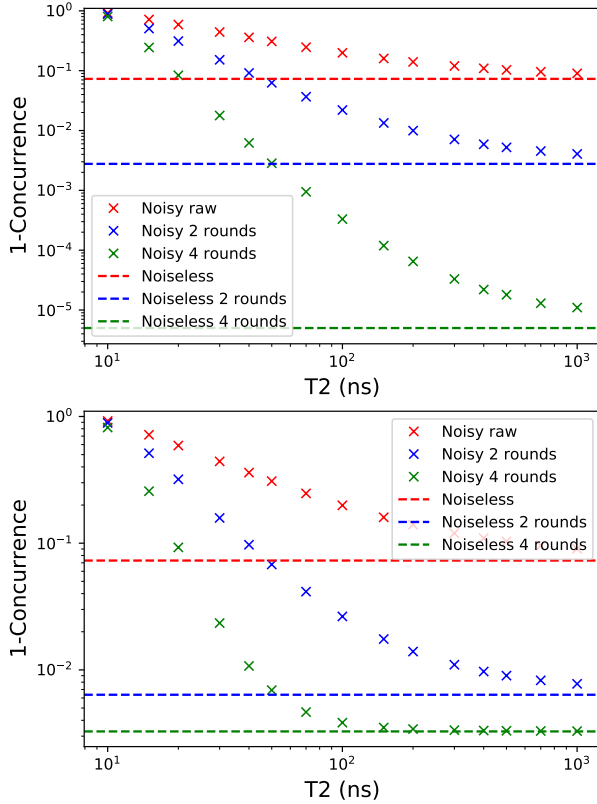 10⁰
10⁻¹
10⁻²
10⁻³
10⁻⁴
10⁻⁵
1-Concurrence
Noisy raw
Noisy 2 rounds
Noisy 4 rounds
Noiseless
Noiseless 2 rounds
Noiseless 4 rounds
10¹ 10² 10³
T2 (ns)
10⁰
10⁻¹
10⁻²
1-Concurrence
Noisy raw
Noisy 2 rounds
Noisy 4 rounds
Noiseless
Noiseless 2 rounds
Noiseless 4 rounds
10¹ 10² 10³
T2 (ns)